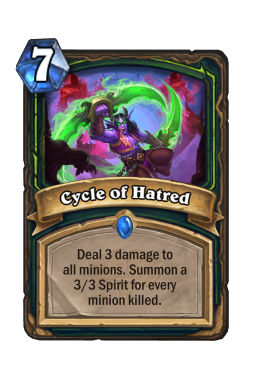 7
Cycle of Hatred
Deal 3 damage to
all minions. Summon a
3/3 Spirit for every
minion killed.